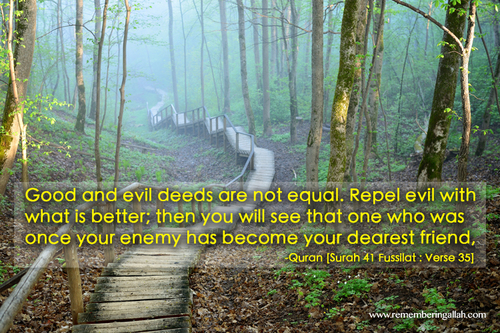 Good and evil deeds are not equal. Repel evil with
what is better; then you will see that one who was
once your enemy has become your dearest friend,
-Quran [Surah 41 Fussilat : Verse 35]
www.rememberingallah.com